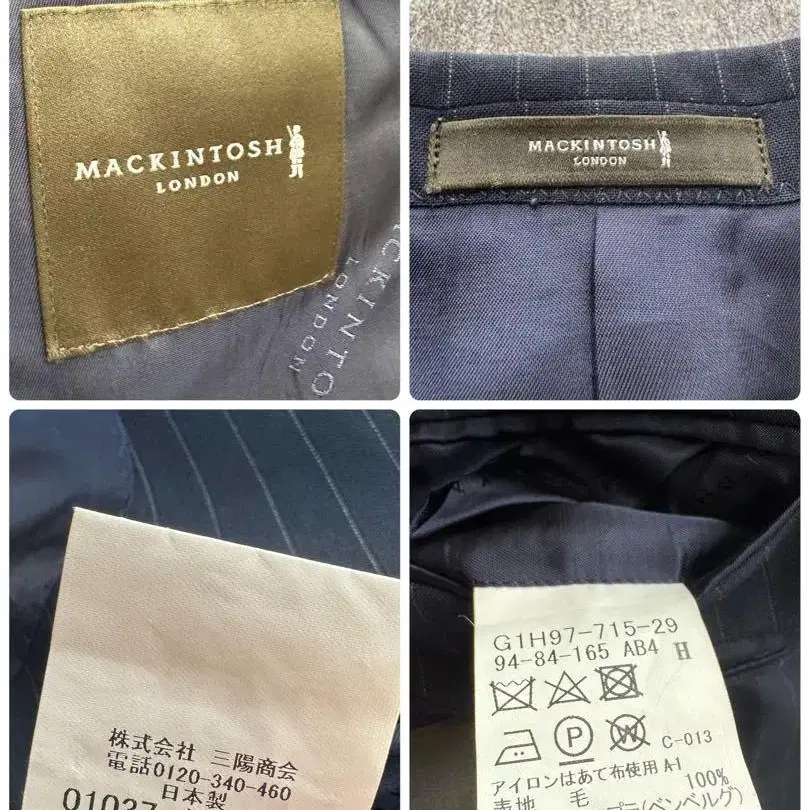 MACKINTOSH
LONDON
LONDON
MACKINTOSH
LONDON
株式会社 三陽商会
電話0120-340-460
日本製
01027
G1H97-715-29
94-84-165 AB4 H
P W C-013
アイロンはあて布使用 A-1
表地 毛 100%